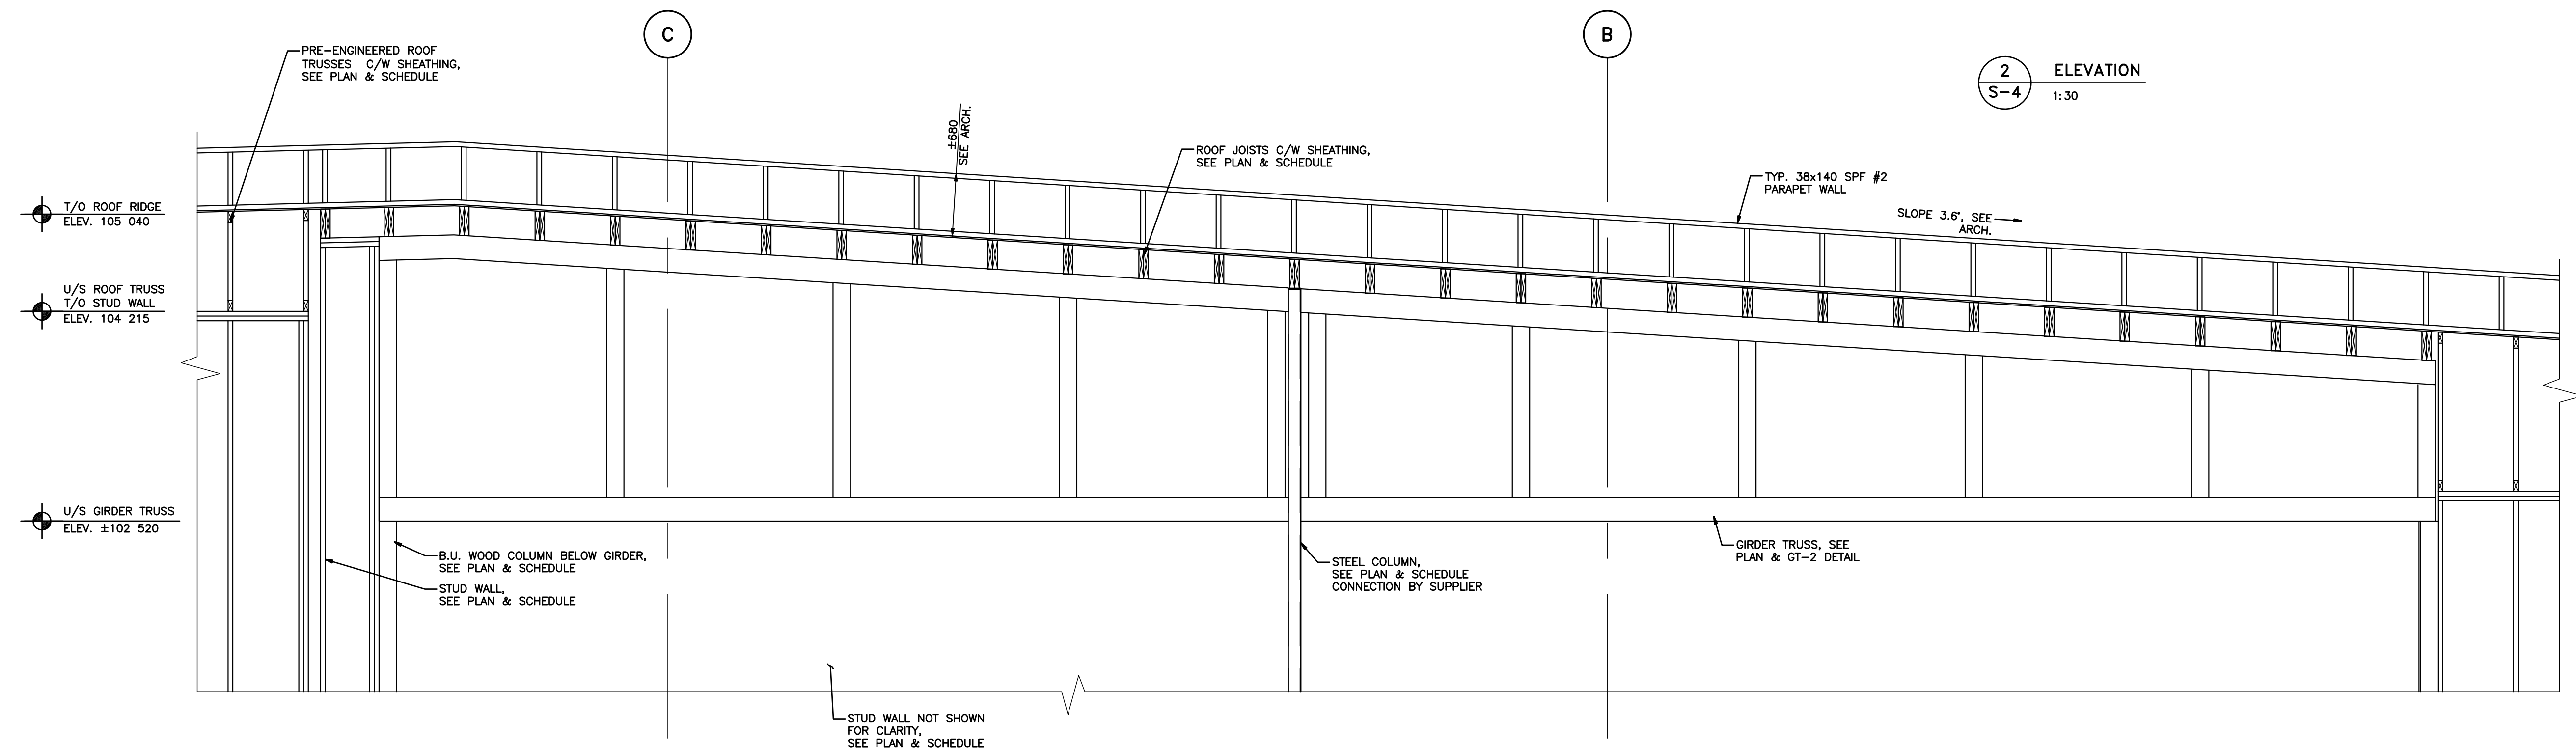 C
B
PRE-ENGINEERED ROOF
TRUSSES C/W SHEATHING,
SEE PLAN & SCHEDULE
2
S-4
ELEVATION
1:30
±680
SEE ARCH.
ROOF JOISTS C/W SHEATHING,
SEE PLAN & SCHEDULE
TYP. 38x140 SPF #2
PARAPET WALL
SLOPE 3.6°, SEE
ARCH.
T/O ROOF RIDGE
ELEV. 105 040
U/S ROOF TRUSS
T/O STUD WALL
ELEV. 104 215
U/S GIRDER TRUSS
ELEV. ±102 520
B.U. WOOD COLUMN BELOW GIRDER,
SEE PLAN & SCHEDULE
STUD WALL,
SEE PLAN & SCHEDULE
STEEL COLUMN,
SEE PLAN & SCHEDULE
CONNECTION BY SUPPLIER
GIRDER TRUSS, SEE
PLAN & GT-2 DETAIL
STUD WALL NOT SHOWN
FOR CLARITY,
SEE PLAN & SCHEDULE